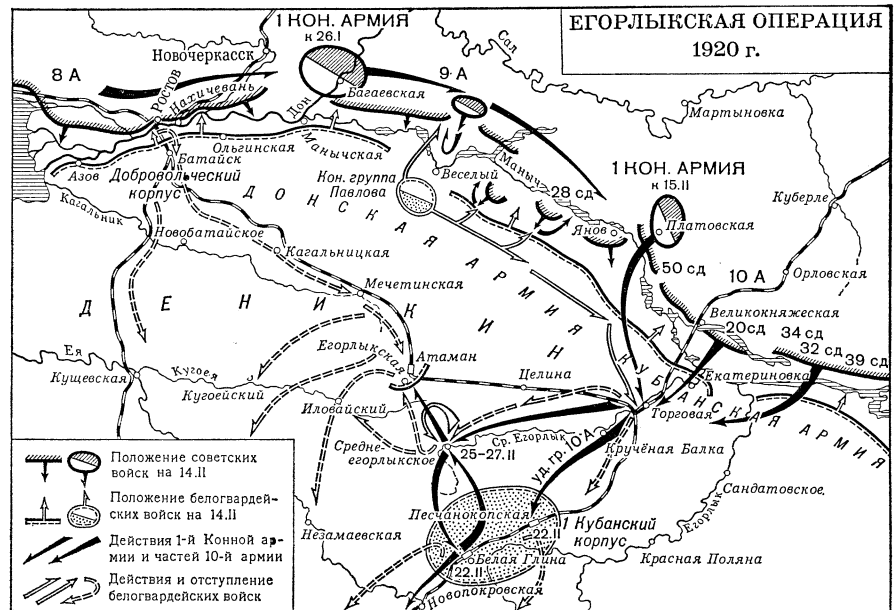 ЕГОРЛЫКСКАЯ ОПЕРАЦИЯ
1920 г.
1 КОН. АРМИЯ
к 26.I
Новочеркасск
8 А
9 А
Сал
РОСТОВ
Нахичевань
Дон
Багаевская
Мартыновка
Ольгинская
Манычская
Батайск
Азов
Добровольческий
корпус
Кон. группа
Павлова
Веселый
Маныч
28 сд
1 КОН. АРМИЯ
к 15.II
Куберле
Кагальник
ДОНСКАЯ АРМИЯ
Янов
Платовская
Новобатайское
Кагальницкая
50 сд
10 А
Орловская
Мечетинская
ДЕНИКИН
Великокняжеская
20 сд
34 сд
32 сд
39 сд
Ея
Кугоея
Егорлыкская
Атаман
Кущевская
Кугоейский
Целина
Екатериновка
КУБАНСКАЯ АРМИЯ
Иловайский
Торговая
Средне-
егорлыкское
25–27.II
Ср. Егорлык
Уд. гр. 10 А
Кручёная Балка
Егорлык
Сандатовское
Песчанокопская
22.II
1 Кубанский
корпус
Незамаевская
Белая Глина
22.II
Красная Поляна
Новопокровская
Положение советских
войск на 14.II
Положение белогвардей-
ских войск на 14.II
Действия 1-й Конной ар-
мии и частей 10-й армии
Действия и отступление
белогвардейских войск